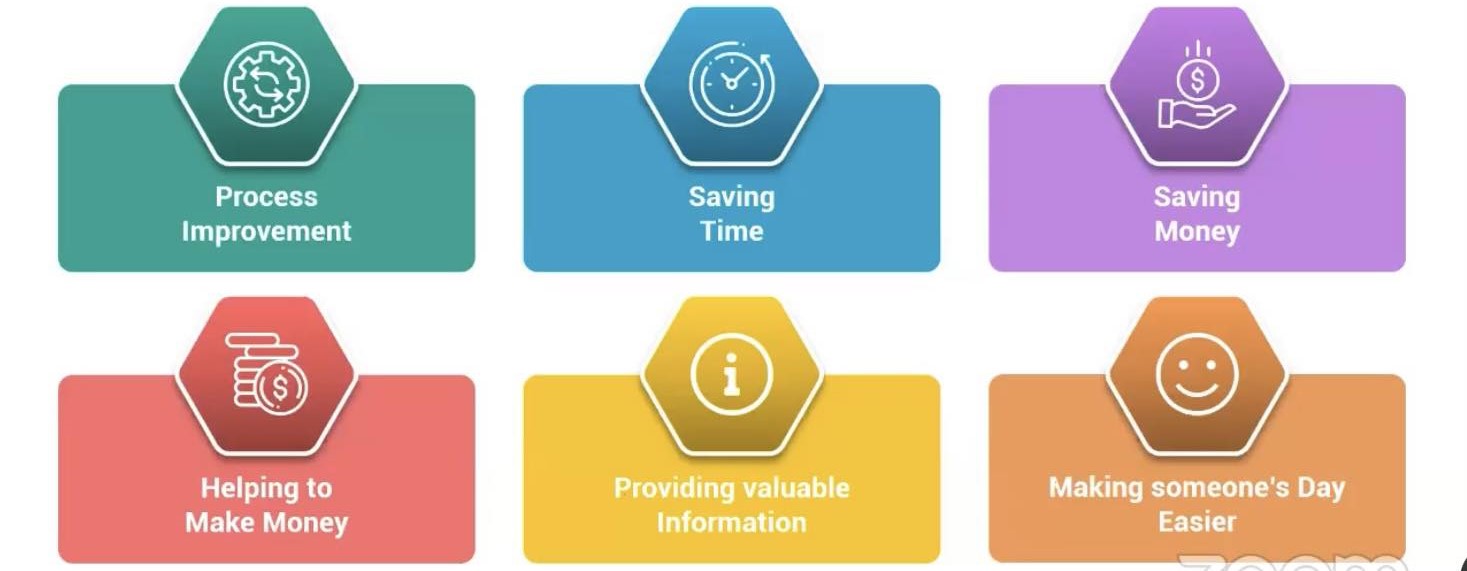 Process
Improvement
Saving
Time
Saving
Money
Helping to
Make Money
Providing valuable
Information
Making someone's Day
Easier
zoom